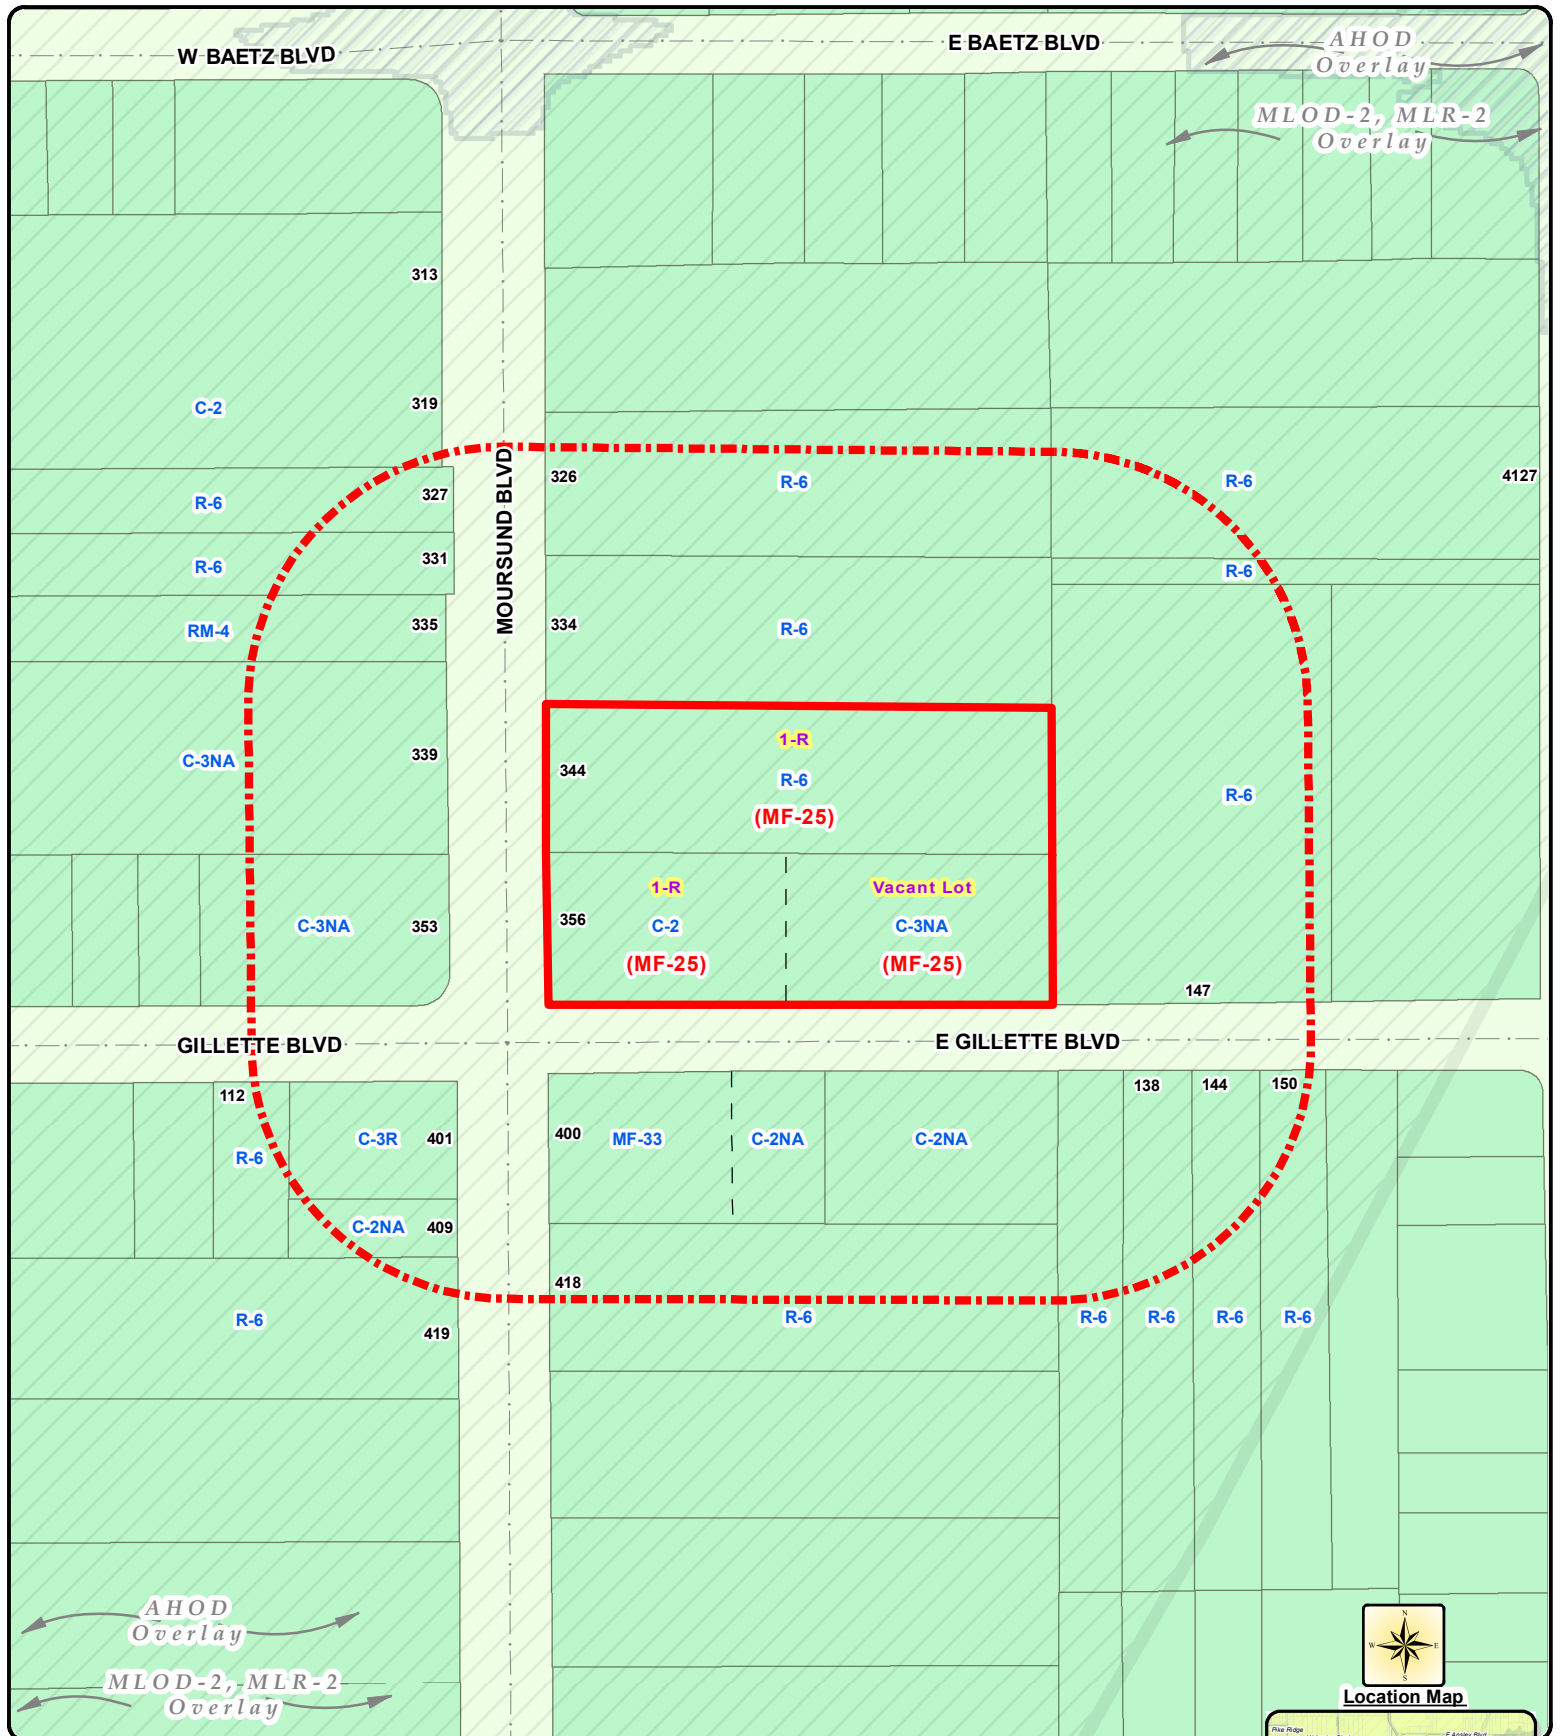 W BAETZ BLVD
E BAETZ BLVD
AHOD
Overlay
MLOD-2, MLR-2
Overlay
313
319
C-2
MOURSUND BLVD
327
R-6
326
R-6
R-6
4127
331
R-6
R-6
335
RM-4
334
R-6
339
C-3NA
1-R
344
R-6
(MF-25)
R-6
353
C-3NA
1-R
356
C-2
(MF-25)
Vacant Lot
C-3NA
(MF-25)
147
GILLETTE BLVD
E GILLETTE BLVD
112
R-6
C-3R
401
C-2NA
409
400
MF-33
C-2NA
C-2NA
138
144
150
418
R-6
R-6
R-6
R-6
R-6
R-6
419
AHOD
Overlay
MLOD-2, MLR-2
Overlay
N
W
E
S
Location Map
Pike Ridge
E Ansley Blvd